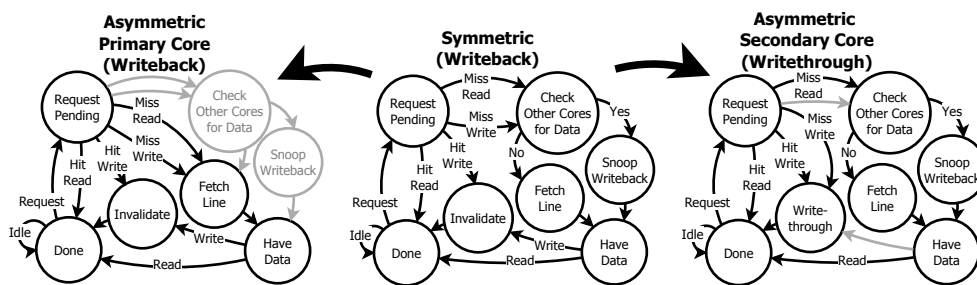 Asymmetric
Primary Core
(Writeback)
Request
Pending
Check
Other Cores
for Data
Miss
Read
Miss
Write
Hit
Write
Hit
Read
Snoop
Writeback
Fetch
Line
Invalidate
Request
Idle
Done
Write
Read
Have
Data
Symmetric
(Writeback)
Request
Pending
Miss
Read
Check
Other Cores
for Data
Yes
Miss
Write
Hit
Write
No
Hit
Read
Snoop
Writeback
Fetch
Line
Invalidate
Request
Idle
Done
Write
Read
Have
Data
Asymmetric
Secondary Core
(Writethrough)
Request
Pending
Miss
Read
Check
Other Cores
for Data
Yes
Miss
Write
Hit
Write
No
Hit
Read
Snoop
Writeback
Fetch
Line
Write-
through
Request
Idle
Done
Read
Have
Data